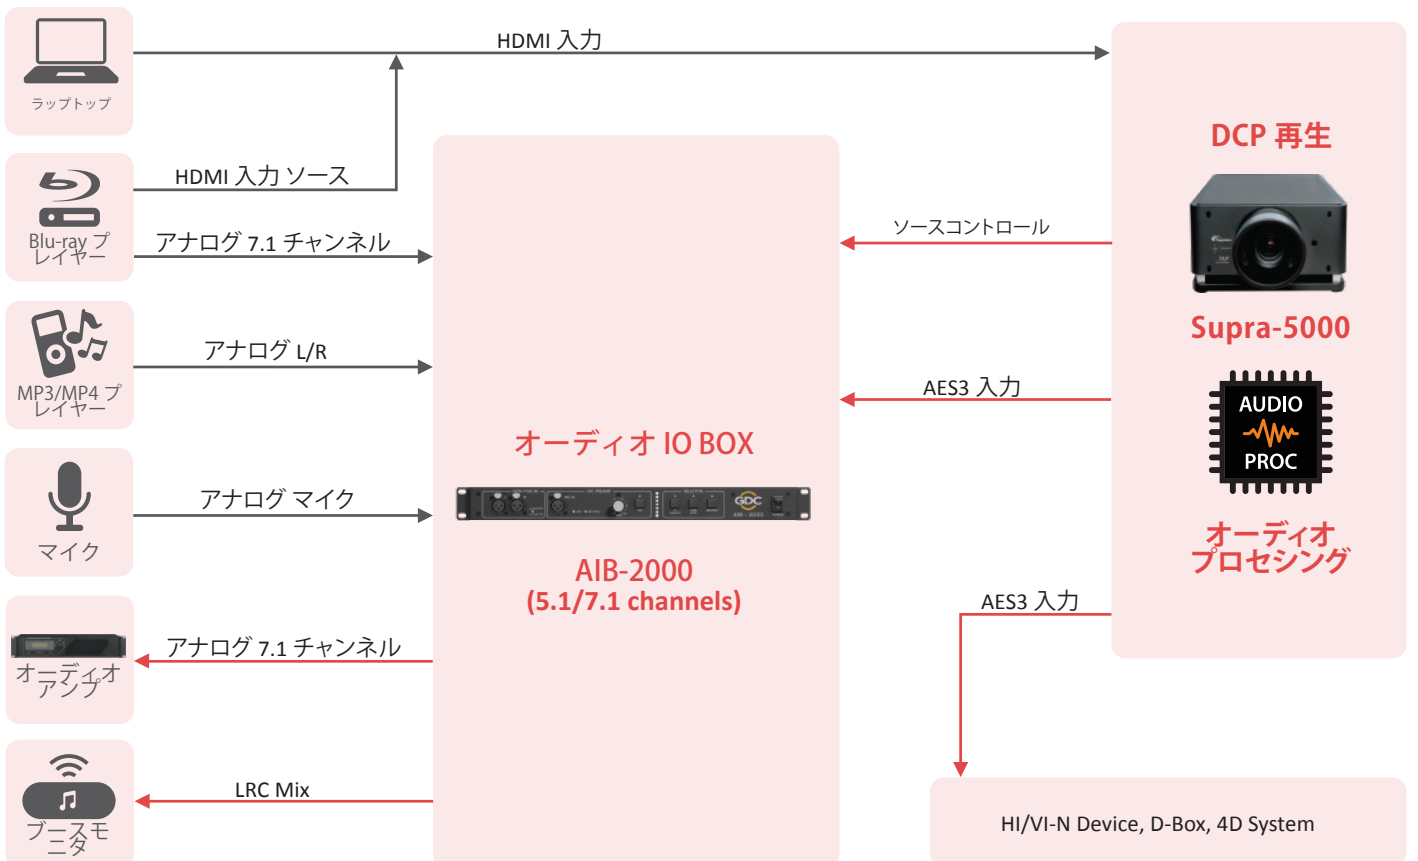 HDMI 入力
ラップトップ
DCP 再生
HDMI 入力 ソース
Blu-ray プ
レイヤー
アナログ 7.1 チャンネル
ソースコントロール
Supra-5000
アナログ L/R
MP3/MP4 プ
レイヤー
AES3 入力
AUDIO
PROC
オーディオ IO BOX
GDC
AIB - 2000
アナログ マイク
マイク
オーディオ
プロセシング
AIB-2000
(5.1/7.1 channels)
AES3 入力
アナログ 7.1 チャンネル
オーディオ
アンプ
LRC Mix
ブースモ
ニタ
HI/VI-N Device, D-Box, 4D System